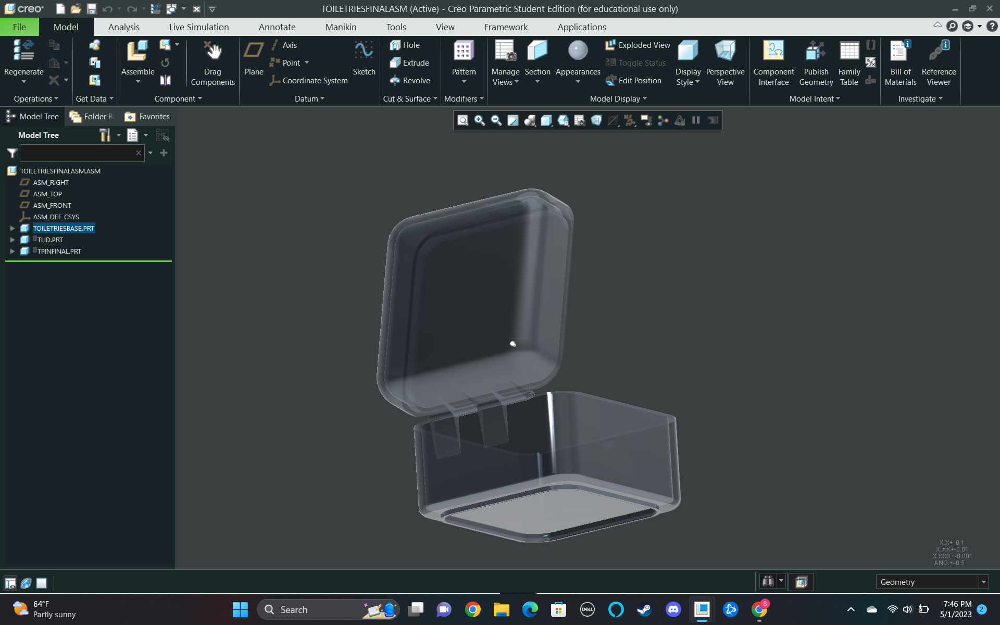 creo
TOILETRIESFINALASM (Active) - Creo Parametric Student Edition (for educational use only)
File Model Analysis Live Simulation Annotate Manikin Tools View Framework Applications
Regenerate
Operations
Get Data
Assemble
Drag
Components
Component
Plane
Axis
Point
Coordinate System
Sketch
Datum
Hole
Extrude
Revolve
Cut & Surface
Pattern
Modifiers
Manage
Views
Section
Appearances
Exploded View
Toggle Status
Edit Position
Display
Style
Perspective
View
Model Display
Component
Interface
Publish
Geometry
Family
Table
Model Intent
Bill of
Materials
Reference
Viewer
Investigate
Model Tree Folder B Favorites
Model Tree
TOILETRIESFINALASM.ASM
ASM_RIGHT
ASM_TOP
ASM_FRONT
ASM_DEF_CSYS
TOILETRIESBASE.PRT
TLID.PRT
TPINFINAL.PRT
X.X+-0.1
X.XX+-0.01
X.XXX+-0.001
ANG.+-0.5
Geometry
64°F
Partly sunny
Search
DELL
S
7:46 PM
5/1/2023
2